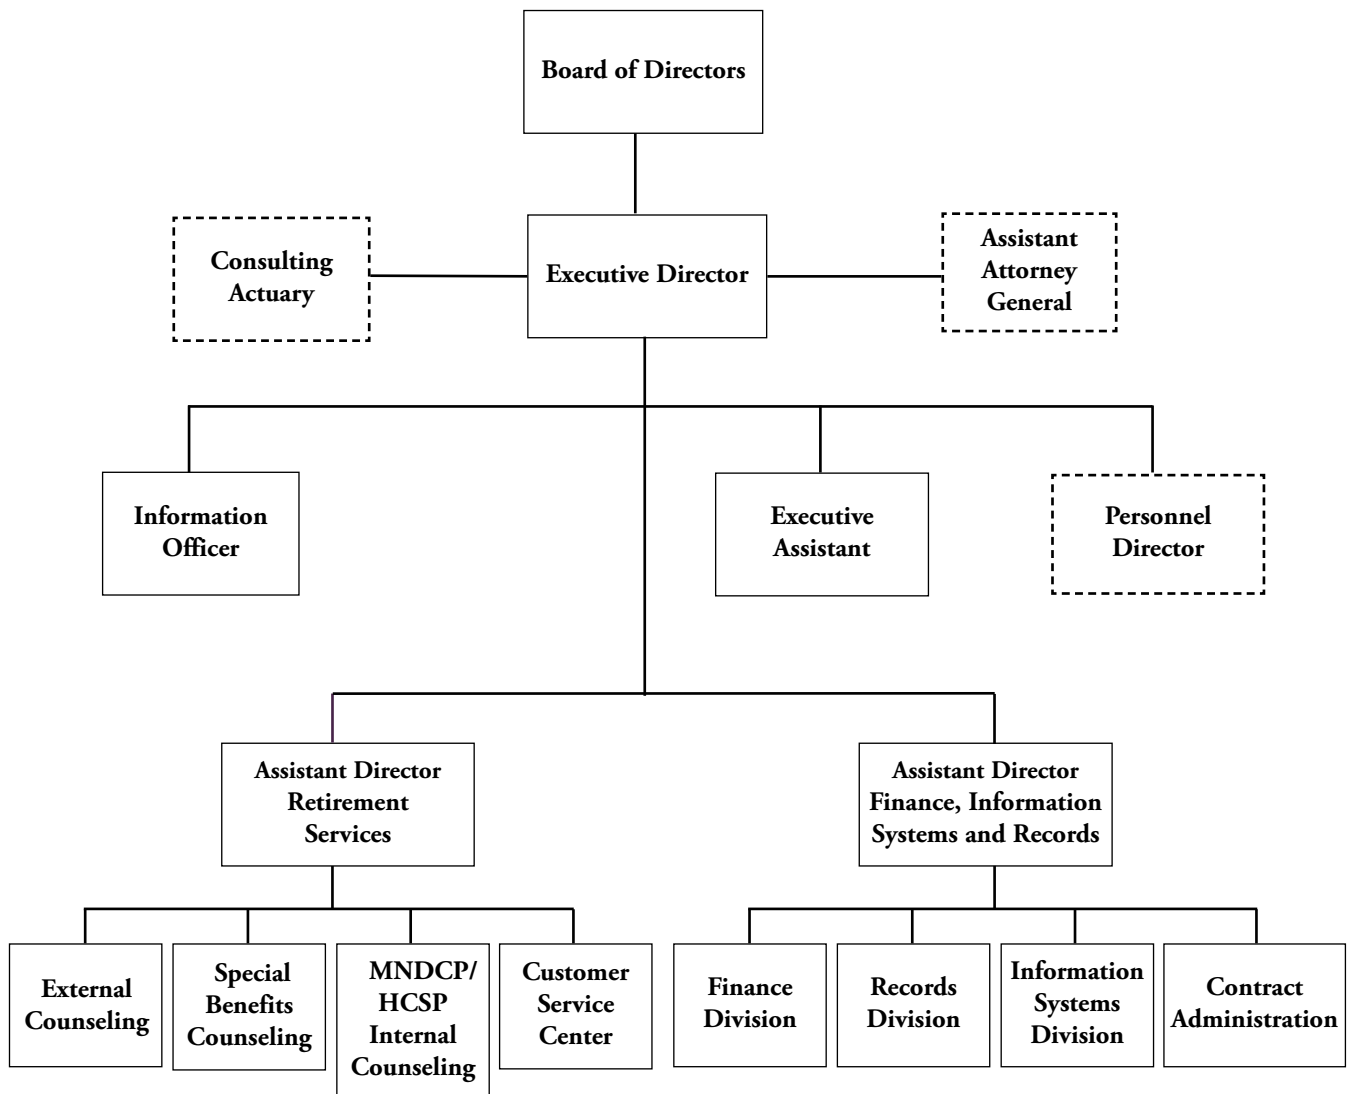 Board of Directors
Consulting
Actuary
Executive Director
Assistant
Attorney
General
Information
Officer
Executive
Assistant
Personnel
Director
Assistant Director
Retirement
Services
Assistant Director
Finance, Information
Systems and Records
External
Counseling
Special
Benefits
Counseling
MNDCP/
HCSP
Internal
Counseling
Customer
Service
Center
Finance
Division
Records
Division
Information
Systems
Division
Contract
Administration